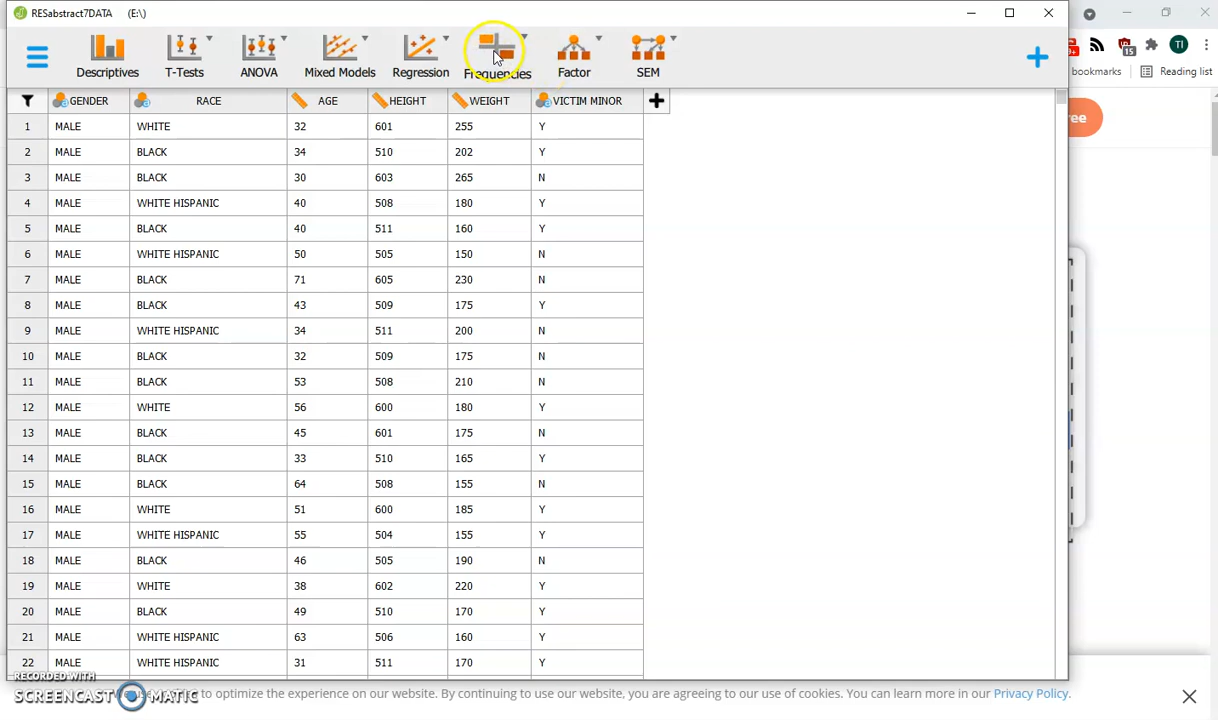 RESabstract7DATA (E:\)
Descriptives T-Tests ANOVA Mixed Models Regression Frequencies Factor SEM
bookmarks Reading list
15 TI
GENDER RACE AGE HEIGHT WEIGHT VICTIM MINOR
ee
1 MALE WHITE 32 601 255 Y
2 MALE BLACK 34 510 202 Y
3 MALE BLACK 30 603 265 N
4 MALE WHITE HISPANIC 40 508 180 Y
5 MALE BLACK 40 511 160 Y
6 MALE WHITE HISPANIC 50 505 150 N
7 MALE BLACK 71 605 230 N
8 MALE BLACK 43 509 175 Y
9 MALE WHITE HISPANIC 34 511 200 N
10 MALE BLACK 32 509 175 N
11 MALE BLACK 53 508 210 N
12 MALE WHITE 56 600 180 Y
13 MALE BLACK 45 601 175 N
14 MALE BLACK 33 510 165 Y
15 MALE BLACK 64 508 155 N
16 MALE WHITE 51 600 185 Y
17 MALE WHITE HISPANIC 55 504 155 Y
18 MALE BLACK 46 505 190 N
19 MALE WHITE 38 602 220 Y
20 MALE BLACK 49 510 170 Y
21 MALE WHITE HISPANIC 63 506 160 Y
22 MALE WHITE HISPANIC 31 511 170 Y
RECORDED WITH
SCREENCAST MATIC
to optimize the experience on our website. By continuing to use our website, you are agreeing to our use of cookies. You can learn more in our Privacy Policy.